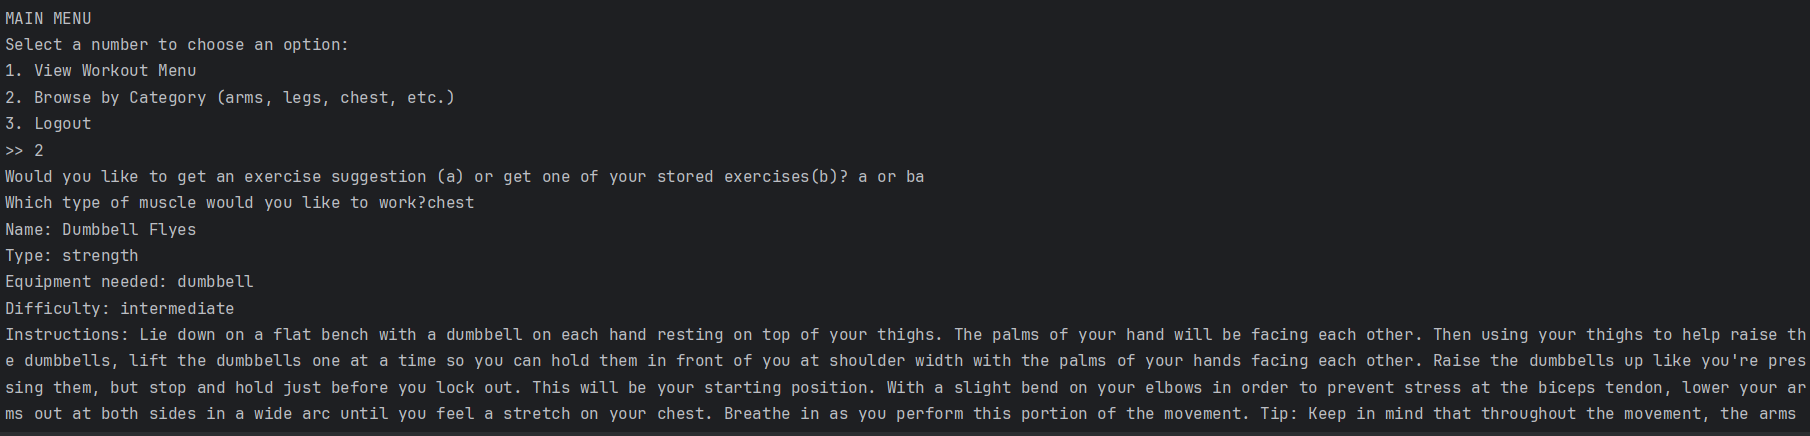 MAIN MENU
Select a number to choose an option:
1. View Workout Menu
2. Browse by Category (arms, legs, chest, etc.)
3. Logout
>> 2
Would you like to get an exercise suggestion (a) or get one of your stored exercises(b)? a or ba
Which type of muscle would you like to work?chest
Name: Dumbbell Flyes
Type: strength
Equipment needed: dumbbell
Difficulty: intermediate
Instructions: Lie down on a flat bench with a dumbbell on each hand resting on top of your thighs. The palms of your hand will be facing each other. Then using your thighs to help raise th
e dumbbells, lift the dumbbells one at a time so you can hold them in front of you at shoulder width with the palms of your hands facing each other. Raise the dumbbells up like you're pres
sing them, but stop and hold just before you lock out. This will be your starting position. With a slight bend on your elbows in order to prevent stress at the biceps tendon, lower your ar
ms out at both sides in a wide arc until you feel a stretch on your chest. Breathe in as you perform this portion of the movement. Tip: Keep in mind that throughout the movement, the arms